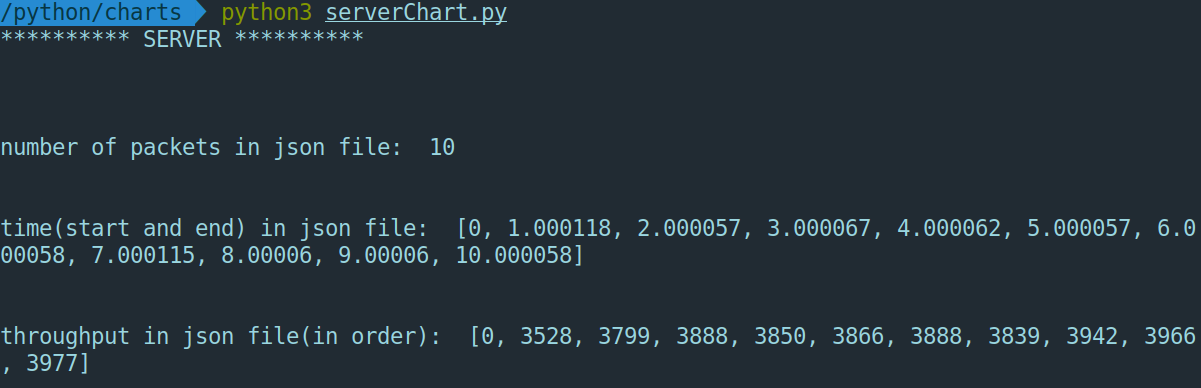 /python/charts python3 serverChart.py
********** SERVER **********
number of packets in json file:  10
time(start and end) in json file:  [0, 1.000118, 2.000057, 3.000067, 4.000062, 5.000057, 6.0
00058, 7.000115, 8.00006, 9.00006, 10.000058]
throughput in json file(in order):  [0, 3528, 3799, 3888, 3850, 3866, 3888, 3839, 3942, 3966
, 3977]